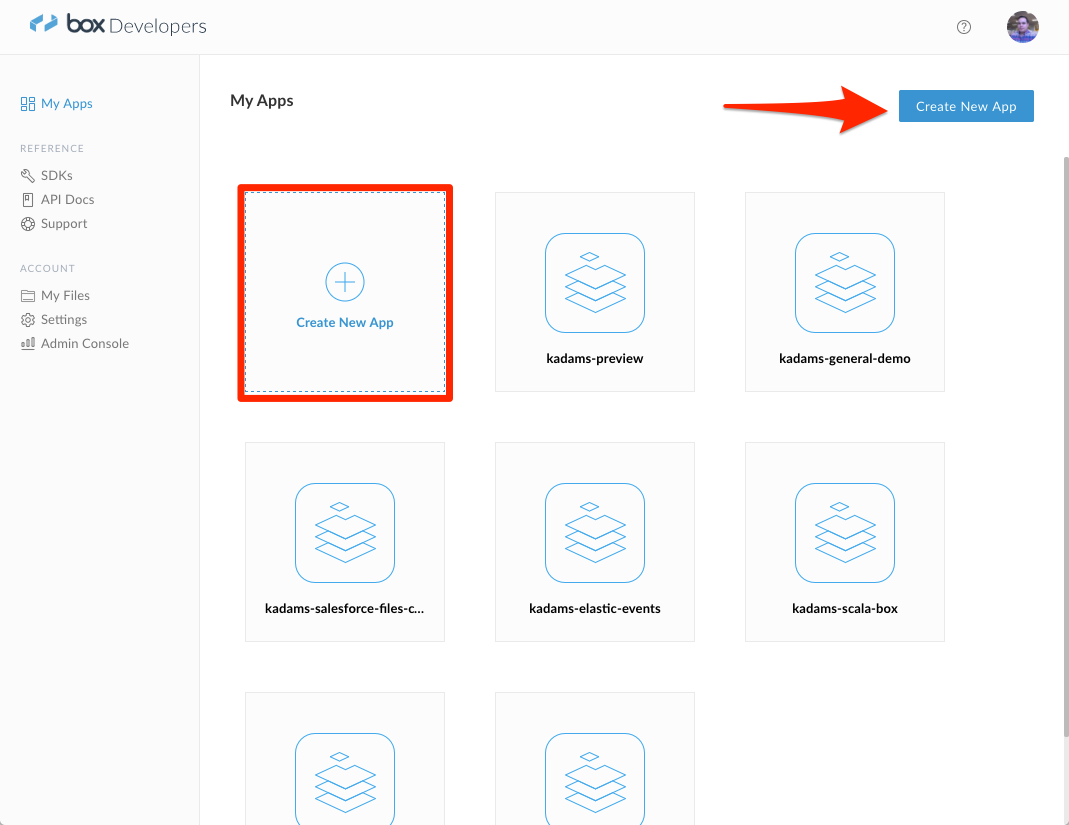 box Developers
My Apps
REFERENCE
SDKs
API Docs
Support
ACCOUNT
My Files
Settings
Admin Console
My Apps
Create New App
Create New App
kadams-preview
kadams-general-demo
kadams-salesforce-files-c...
kadams-elastic-events
kadams-scala-box